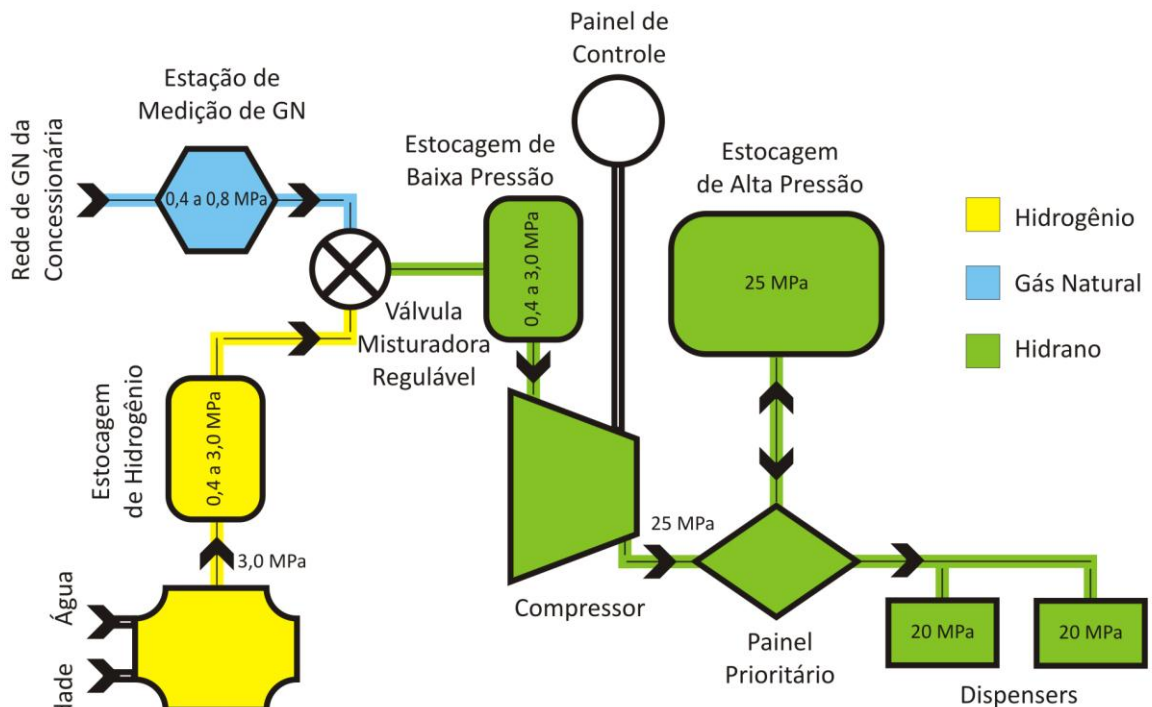 Painel de
Controle
Estação de
Medição de GN
Rede de GN da
Concessionária
0,4 a 0,8 MPa
Estocagem de
Baixa Pressão
0,4 a 3,0 MPa
Estocagem
de Alta Pressão
25 MPa
Hidrogênio
Gás Natural
Hidrano
Válvula
Misturadora
Regulável
Estocagem
de Hidrogênio
0,4 a 3,0 MPa
3,0 MPa
25 MPa
Compressor
Painel
Prioritário
20 MPa
20 MPa
Dispensers
Água